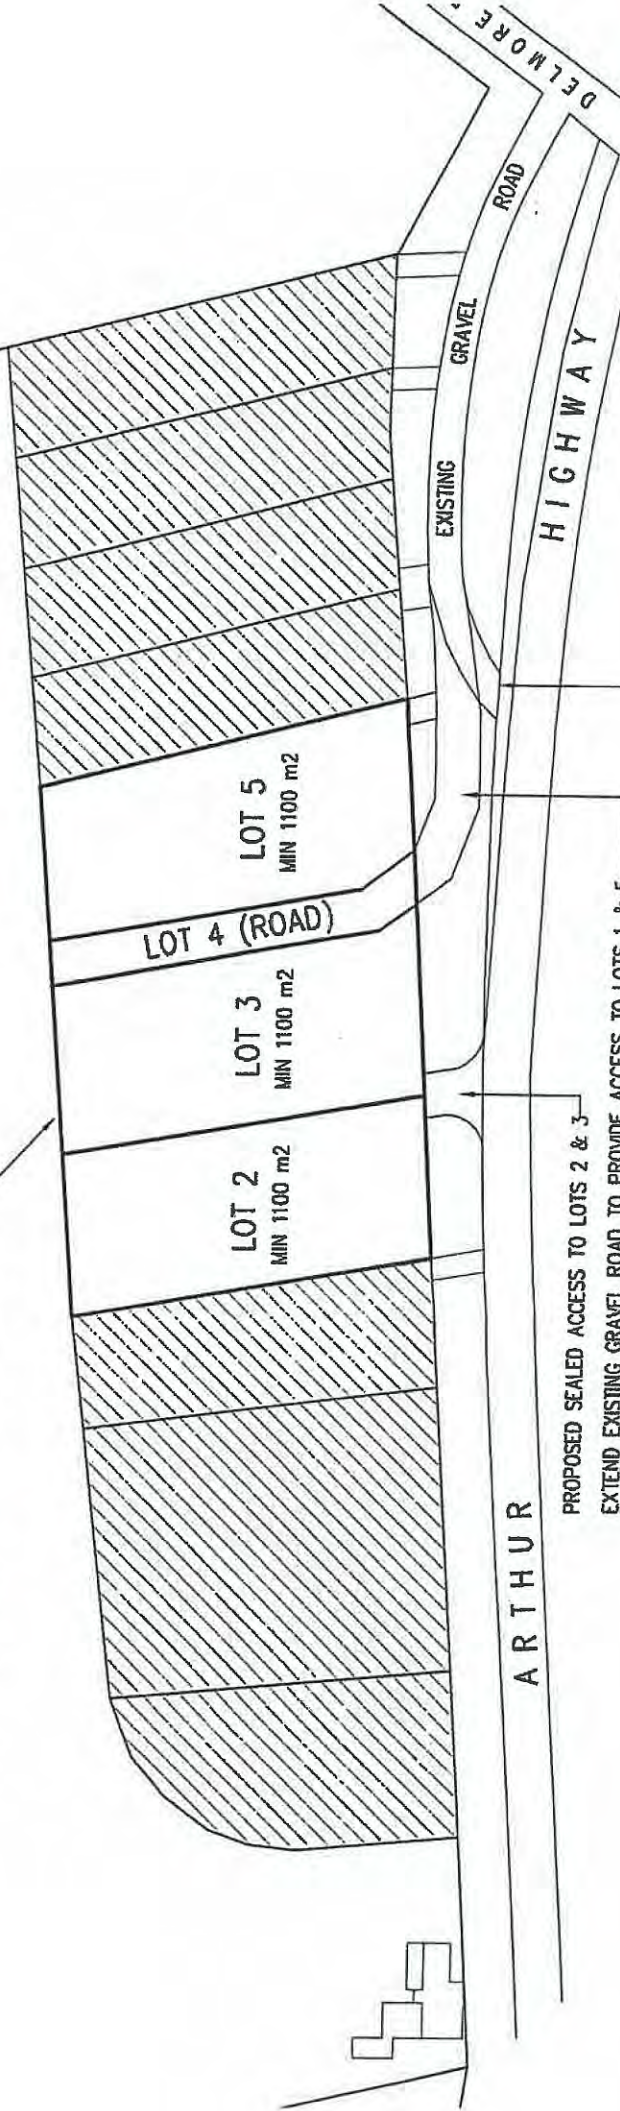 DELMORE
ROAD
GRAVEL
EXISTING
HIGHWAY
LOT 5
MIN 1100 m2
LOT 4 (ROAD)
LOT 3
MIN 1100 m2
LOT 2
MIN 1100 m2
ARTHUR
PROPOSED SEALED ACCESS TO LOTS 2 & 3
EXTEND EXISTING GRAVEL ROAD TO PROVIDE ACCESS TO LOTS 1 & 5